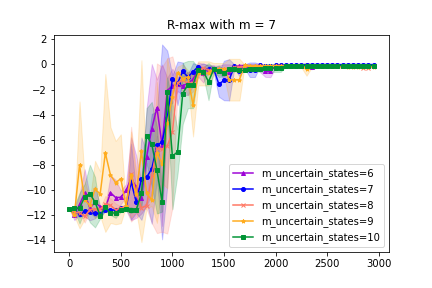 R-max with m = 7
2
0
−2
−4
−6
−8
−10
−12
−14
0
500
1000
1500
2000
2500
3000
m_uncertain_states=6
m_uncertain_states=7
m_uncertain_states=8
m_uncertain_states=9
m_uncertain_states=10